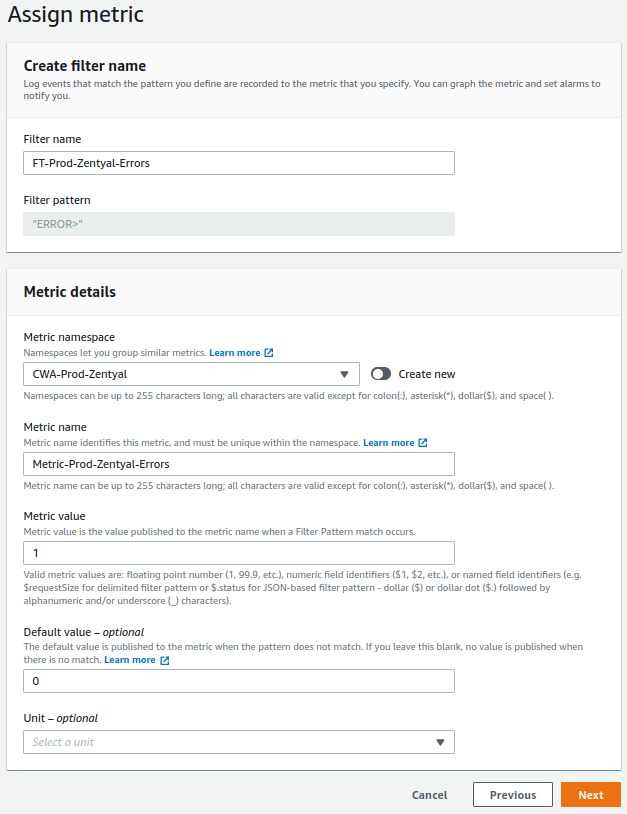 Assign metric
Create filter name
Log events that match the pattern you define are recorded to the metric that you specify. You can graph the metric and set alarms to
notify you.
Filter name
FT-Prod-Zentyal-Errors
Filter pattern
"ERROR>"
Metric details
Metric namespace
Namespaces let you group similar metrics. Learn more
CWA-Prod-Zentyal
Create new
Namespaces can be up to 255 characters long; all characters are valid except for colon(:), asterisk(*), dollar($), and space( ).
Metric name
Metric name identifies this metric, and must be unique within the namespace. Learn more
Metric-Prod-Zentyal-Errors
Metric name can be up to 255 characters long; all characters are valid except for colon(:), asterisk(*), dollar($), and space( ).
Metric value
Metric value is the value published to the metric name when a Filter Pattern match occurs.
1
Valid metric values are: floating point number (1, 99.9, etc.), numeric field identifiers ($1, $2, etc.), or named field identifiers (e.g.
$requestSize for delimited filter pattern or $.status for JSON-based filter pattern - dollar ($) or dollar dot ($.) followed by
alphanumeric and/or underscore (_) characters).
Default value – optional
The default value is published to the metric when the pattern does not match. If you leave this blank, no value is published when
there is no match. Learn more
0
Unit – optional
Select a unit
Cancel
Previous
Next